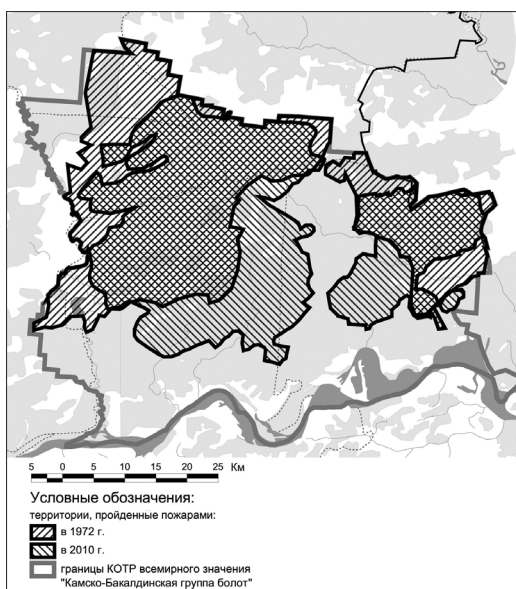 5 0 5 10 15 20 25 Км
Условные обозначения:
территории, пройденные пожарами:
в 1972 г.
в 2010 г.
границы КОТР всемирного значения
"Камско-Бакалдинская группа болот"